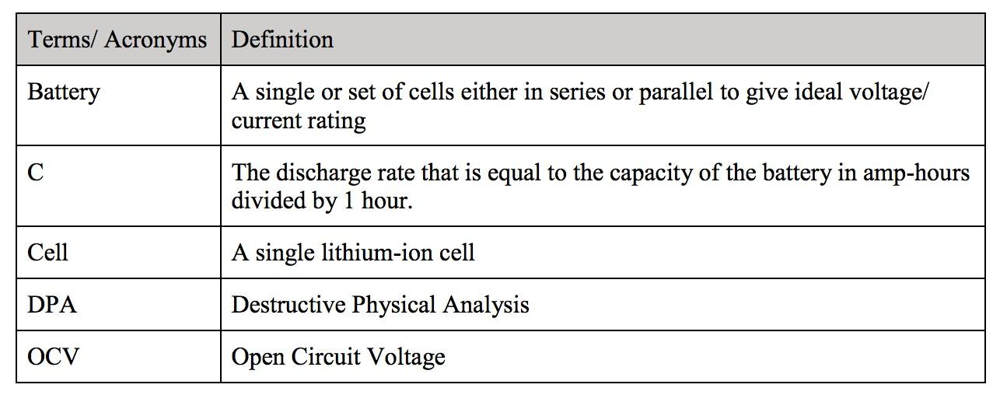 Terms/ Acronyms Definition
Battery A single or set of cells either in series or parallel to give ideal voltage/
current rating
C The discharge rate that is equal to the capacity of the battery in amp-hours
divided by 1 hour.
Cell A single lithium-ion cell
DPA Destructive Physical Analysis
OCV Open Circuit Voltage